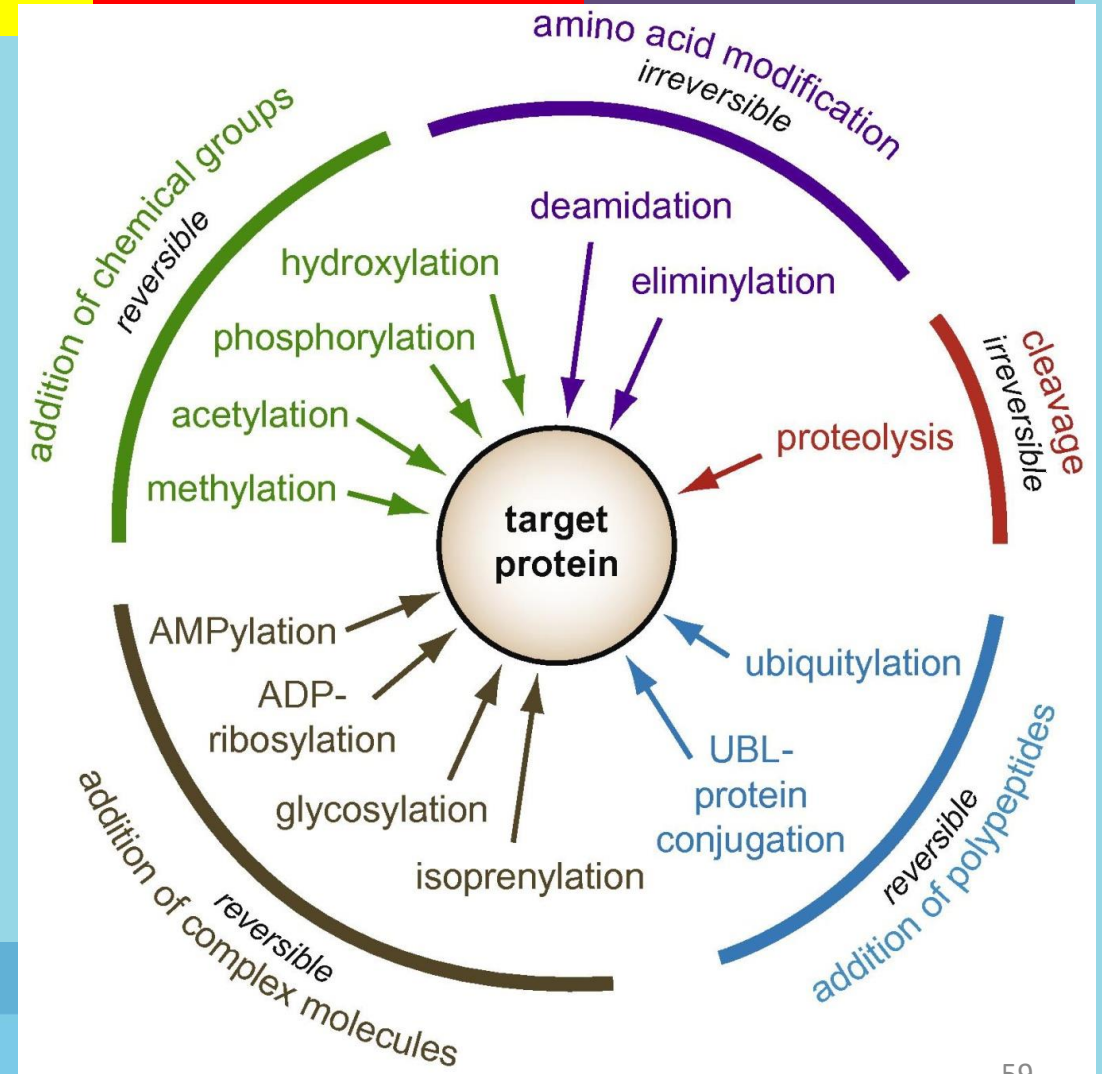 amino acid modification
irreversible
addition of chemical groups
reversible
deamidation
hydroxylation
eliminylation
phosphorylation
cleavage
irreversible
acetylation
proteolysis
methylation
target
protein
AMPylation
ubiquitylation
ADP-
ribosylation
UBL-
protein
conjugation
glycosylation
isoprenylation
reversible
addition of polypeptides
reversible
addition of complex molecules
59